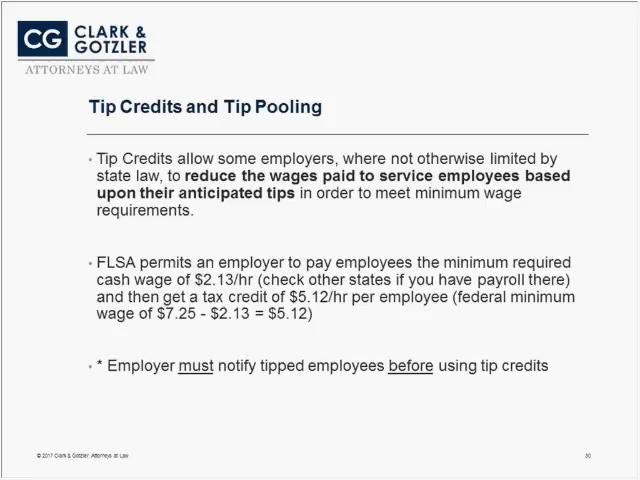 CG CLARK &
GOTZLER
ATTORNEYS AT LAW
Tip Credits and Tip Pooling
• Tip Credits allow some employers, where not otherwise limited by
state law, to reduce the wages paid to service employees based
upon their anticipated tips in order to meet minimum wage
requirements.
• FLSA permits an employer to pay employees the minimum required
cash wage of $2.13/hr (check other states if you have payroll there)
and then get a tax credit of $5.12/hr per employee (federal minimum
wage of $7.25 - $2.13 = $5.12)
• * Employer must notify tipped employees before using tip credits
© 2017 Clark & Gotzler, Attorneys at Law
30